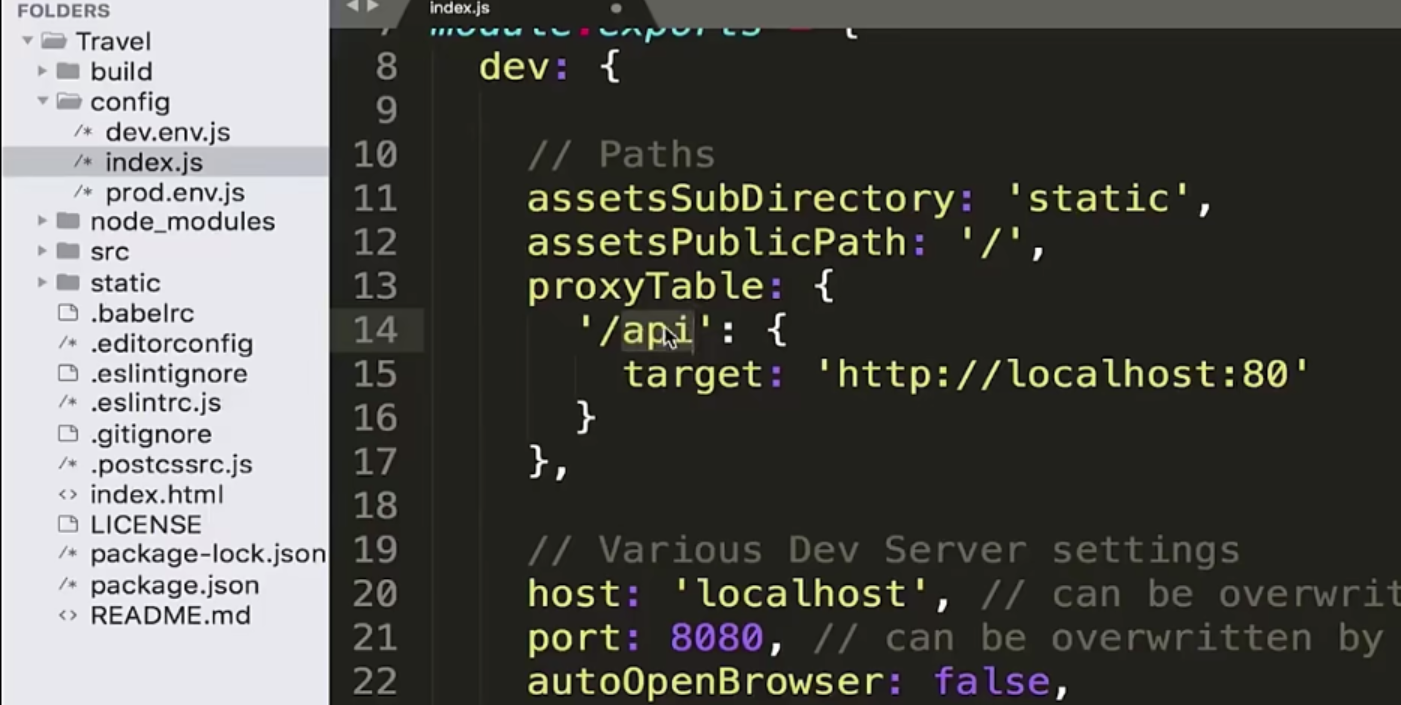 FOLDERS
Travel
build
config
/* dev.env.js
/* index.js
/* prod.env.js
node_modules
src
static
.babelrc
.editorconfig
.eslintignore
/* .eslintrc.js
.gitignore
/* .postcssrc.js
<> index.html
LICENSE
/* package-lock.json
/* package.json
<> README.md
index.js
7 module.exports = {
8 dev: {
9
10 // Paths
11 assetsSubDirectory: 'static',
12 assetsPublicPath: '/',
13 proxyTable: {
14 '/api': {
15 target: 'http://localhost:80'
16 }
17 },
18
19 // Various Dev Server settings
20 host: 'localhost', // can be overwrit
21 port: 8080, // can be overwritten by
22 autoOpenBrowser: false,